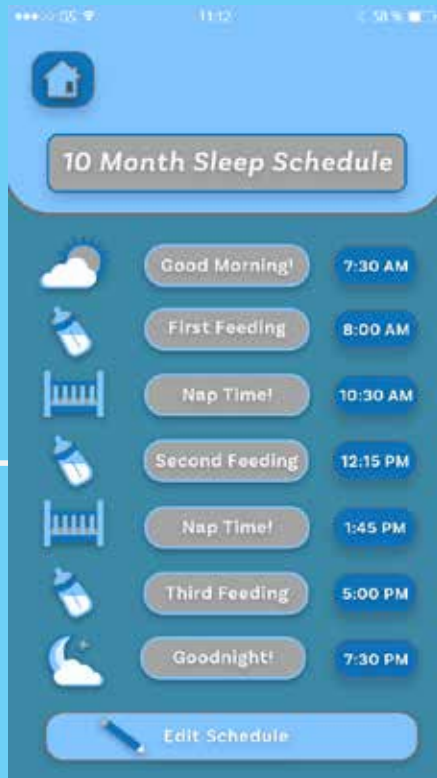 11:12
58 %
10 Month Sleep Schedule
Good Morning! 7:30 AM
First Feeding 8:00 AM
Nap Time! 10:30 AM
Second Feeding 12:15 PM
Nap Time! 1:45 PM
Third Feeding 5:00 PM
Goodnight! 7:30 PM
Edit Schedule